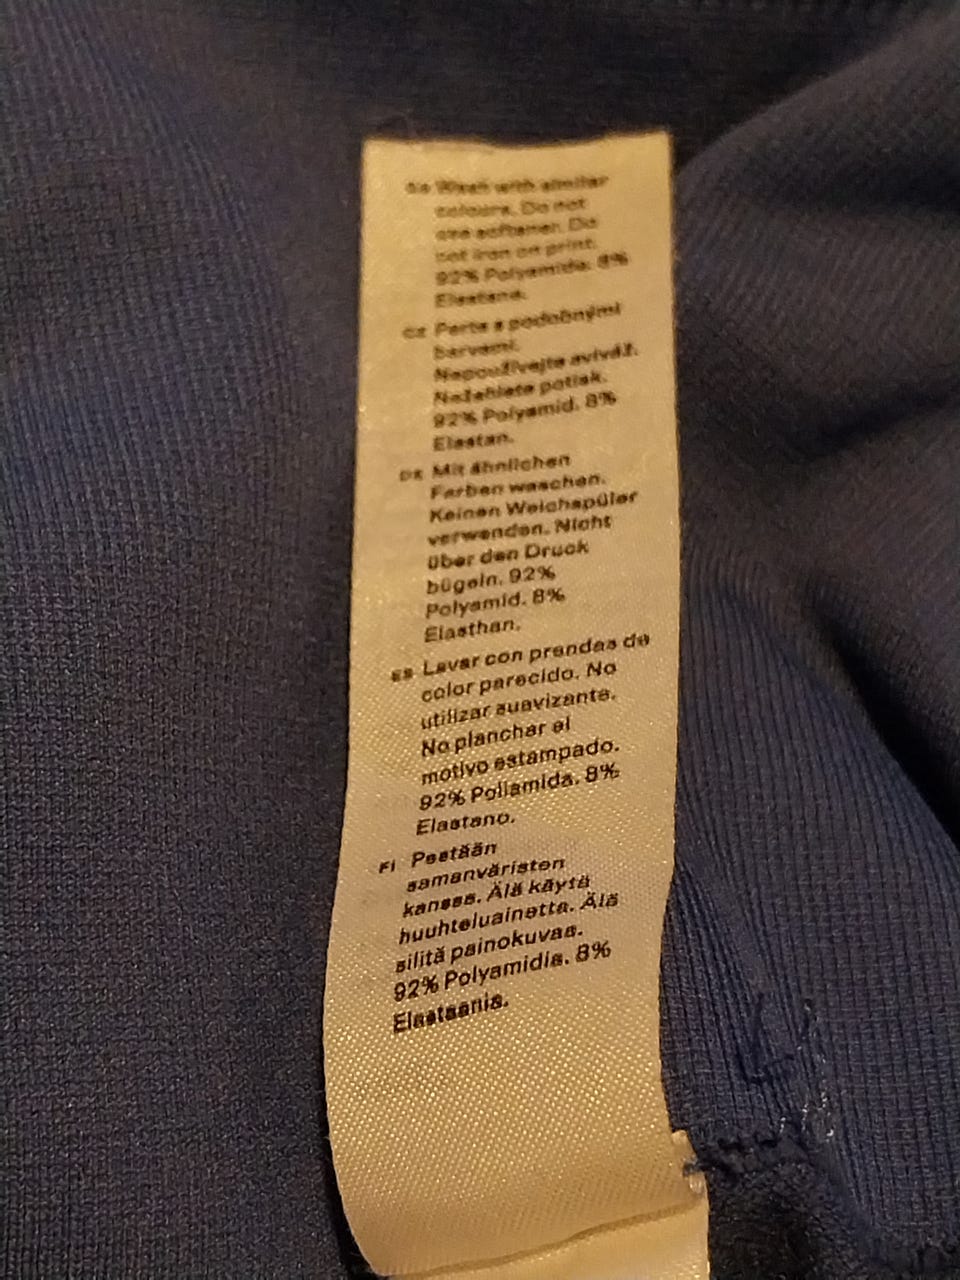 GB Wash with similar
colours. Do not
use softener. Do
not iron on print.
92% Polyamide. 8%
Elastane.
CZ Perte s podobnými
barvami.
Nepoužívejte aviváž.
Nežehlete potisk.
92% Polyamid. 8%
Elastan.
DE Mit ähnlichen
Farben waschen.
Keinen Weichspüler
verwenden. Nicht
über den Druck
bügeln. 92%
Polyamid. 8%
Elasthan.
ES Lavar con prendas de
color parecido. No
utilizar suavizante.
No planchar el
motivo estampado.
92% Poliamida. 8%
Elastano.
FI Pestään
samanväristen
kanssa. Älä käytä
huuhteluainetta. Älä
silitä painokuvaa.
92% Polyamidia. 8%
Elastaania.